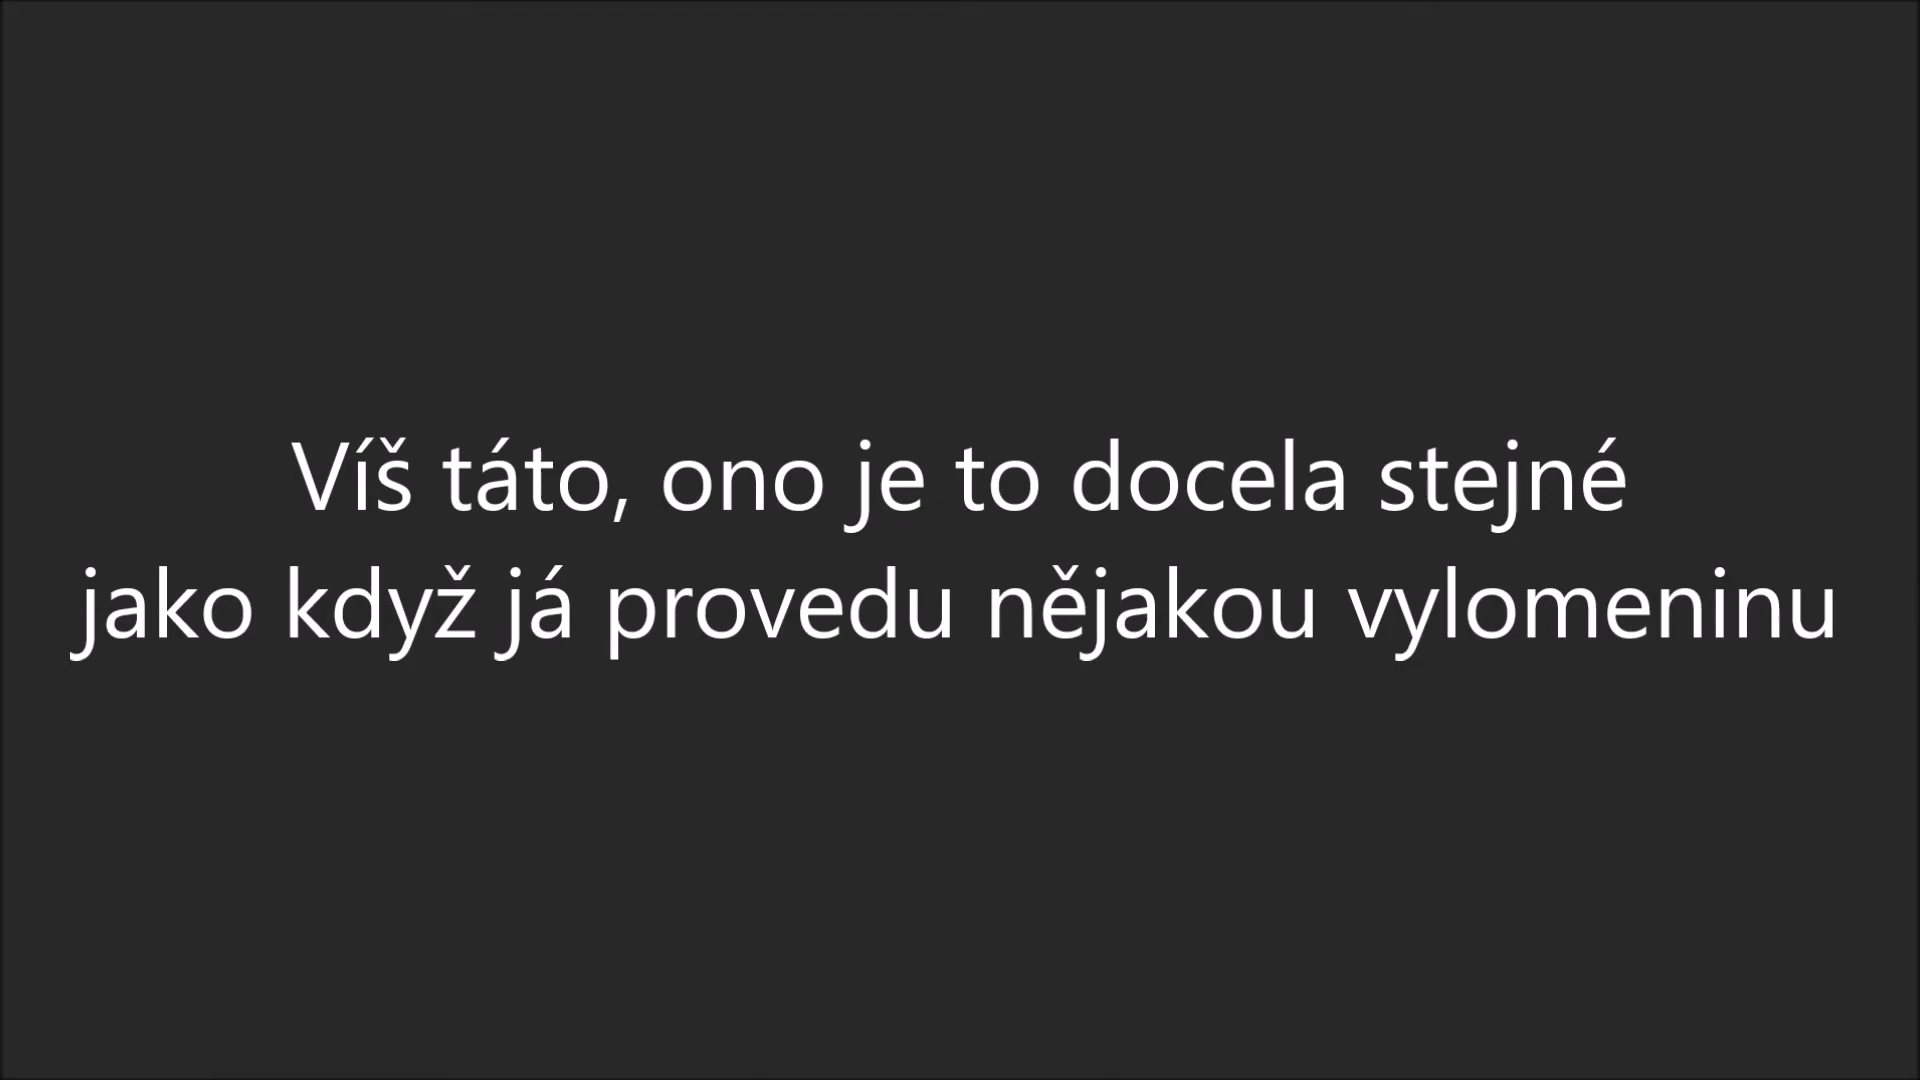 Víš táto, ono je to docela stejné
jako když já provedu nějakou vylomeninu